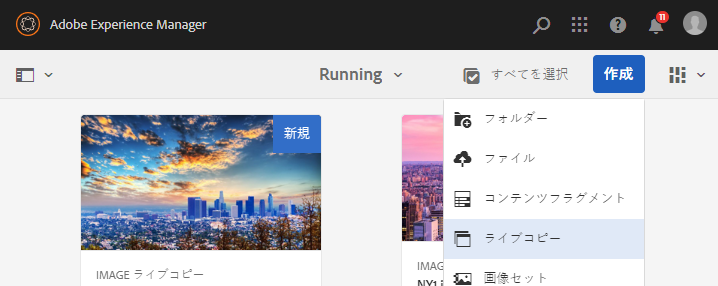 Adobe Experience Manager
11
Running
すべてを選択
作成
フォルダー
新規
ファイル
コンテンツフラグメント
ライブコピー
IMAGE ライブコピー
IMAG
画像セット